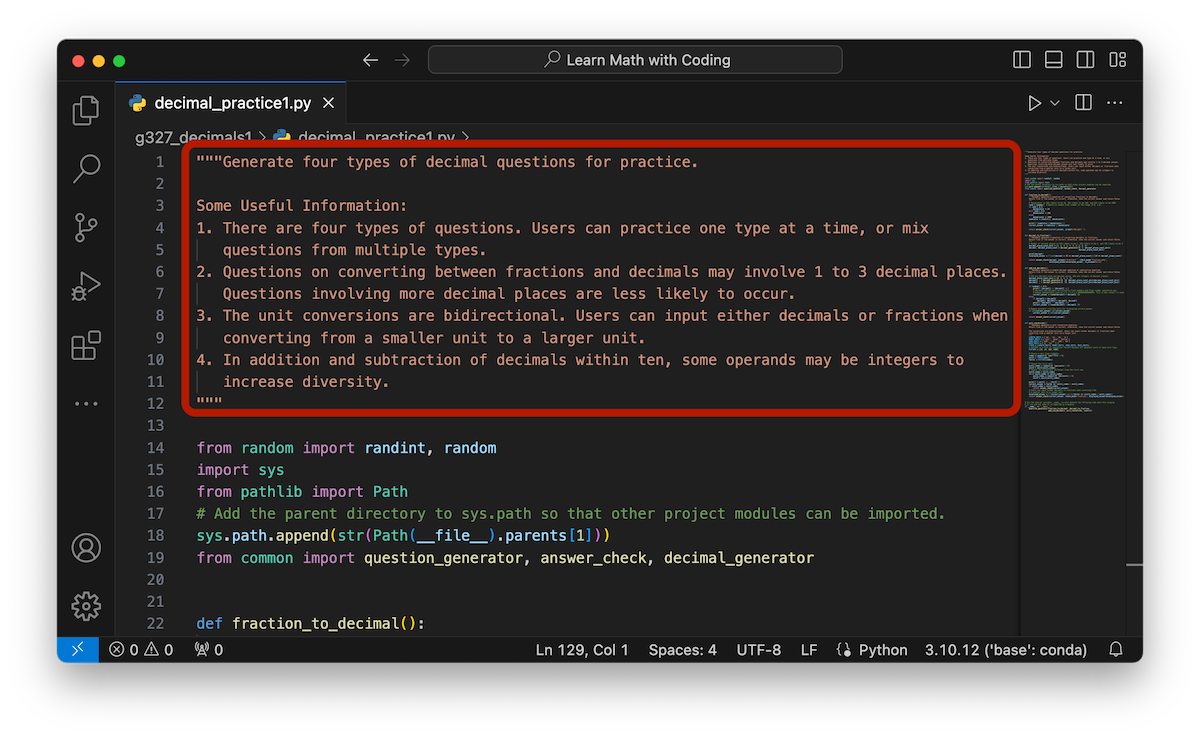 Learn Math with Coding
decimal_practice1.py
g327_decimals1 > decimal_practice1.py >
1 """Generate four types of decimal questions for practice.
2
3 Some Useful Information:
4 1. There are four types of questions. Users can practice one type at a time, or mix
5 questions from multiple types.
6 2. Questions on converting between fractions and decimals may involve 1 to 3 decimal places.
7 Questions involving more decimal places are less likely to occur.
8 3. The unit conversions are bidirectional. Users can input either decimals or fractions when
9 converting from a smaller unit to a larger unit.
10 4. In addition and subtraction of decimals within ten, some operands may be integers to
11 increase diversity.
12 """
13
14 from random import randint, random
15 import sys
16 from pathlib import Path
17 # Add the parent directory to sys.path so that other project modules can be imported.
18 sys.path.append(str(Path(__file__).parents[1]))
19 from common import question_generator, answer_check, decimal_generator
20
21
22 def fraction_to_decimal():
0 0 0 Ln 129, Col 1 Spaces: 4 UTF-8 LF Python 3.10.12 ('base': conda)